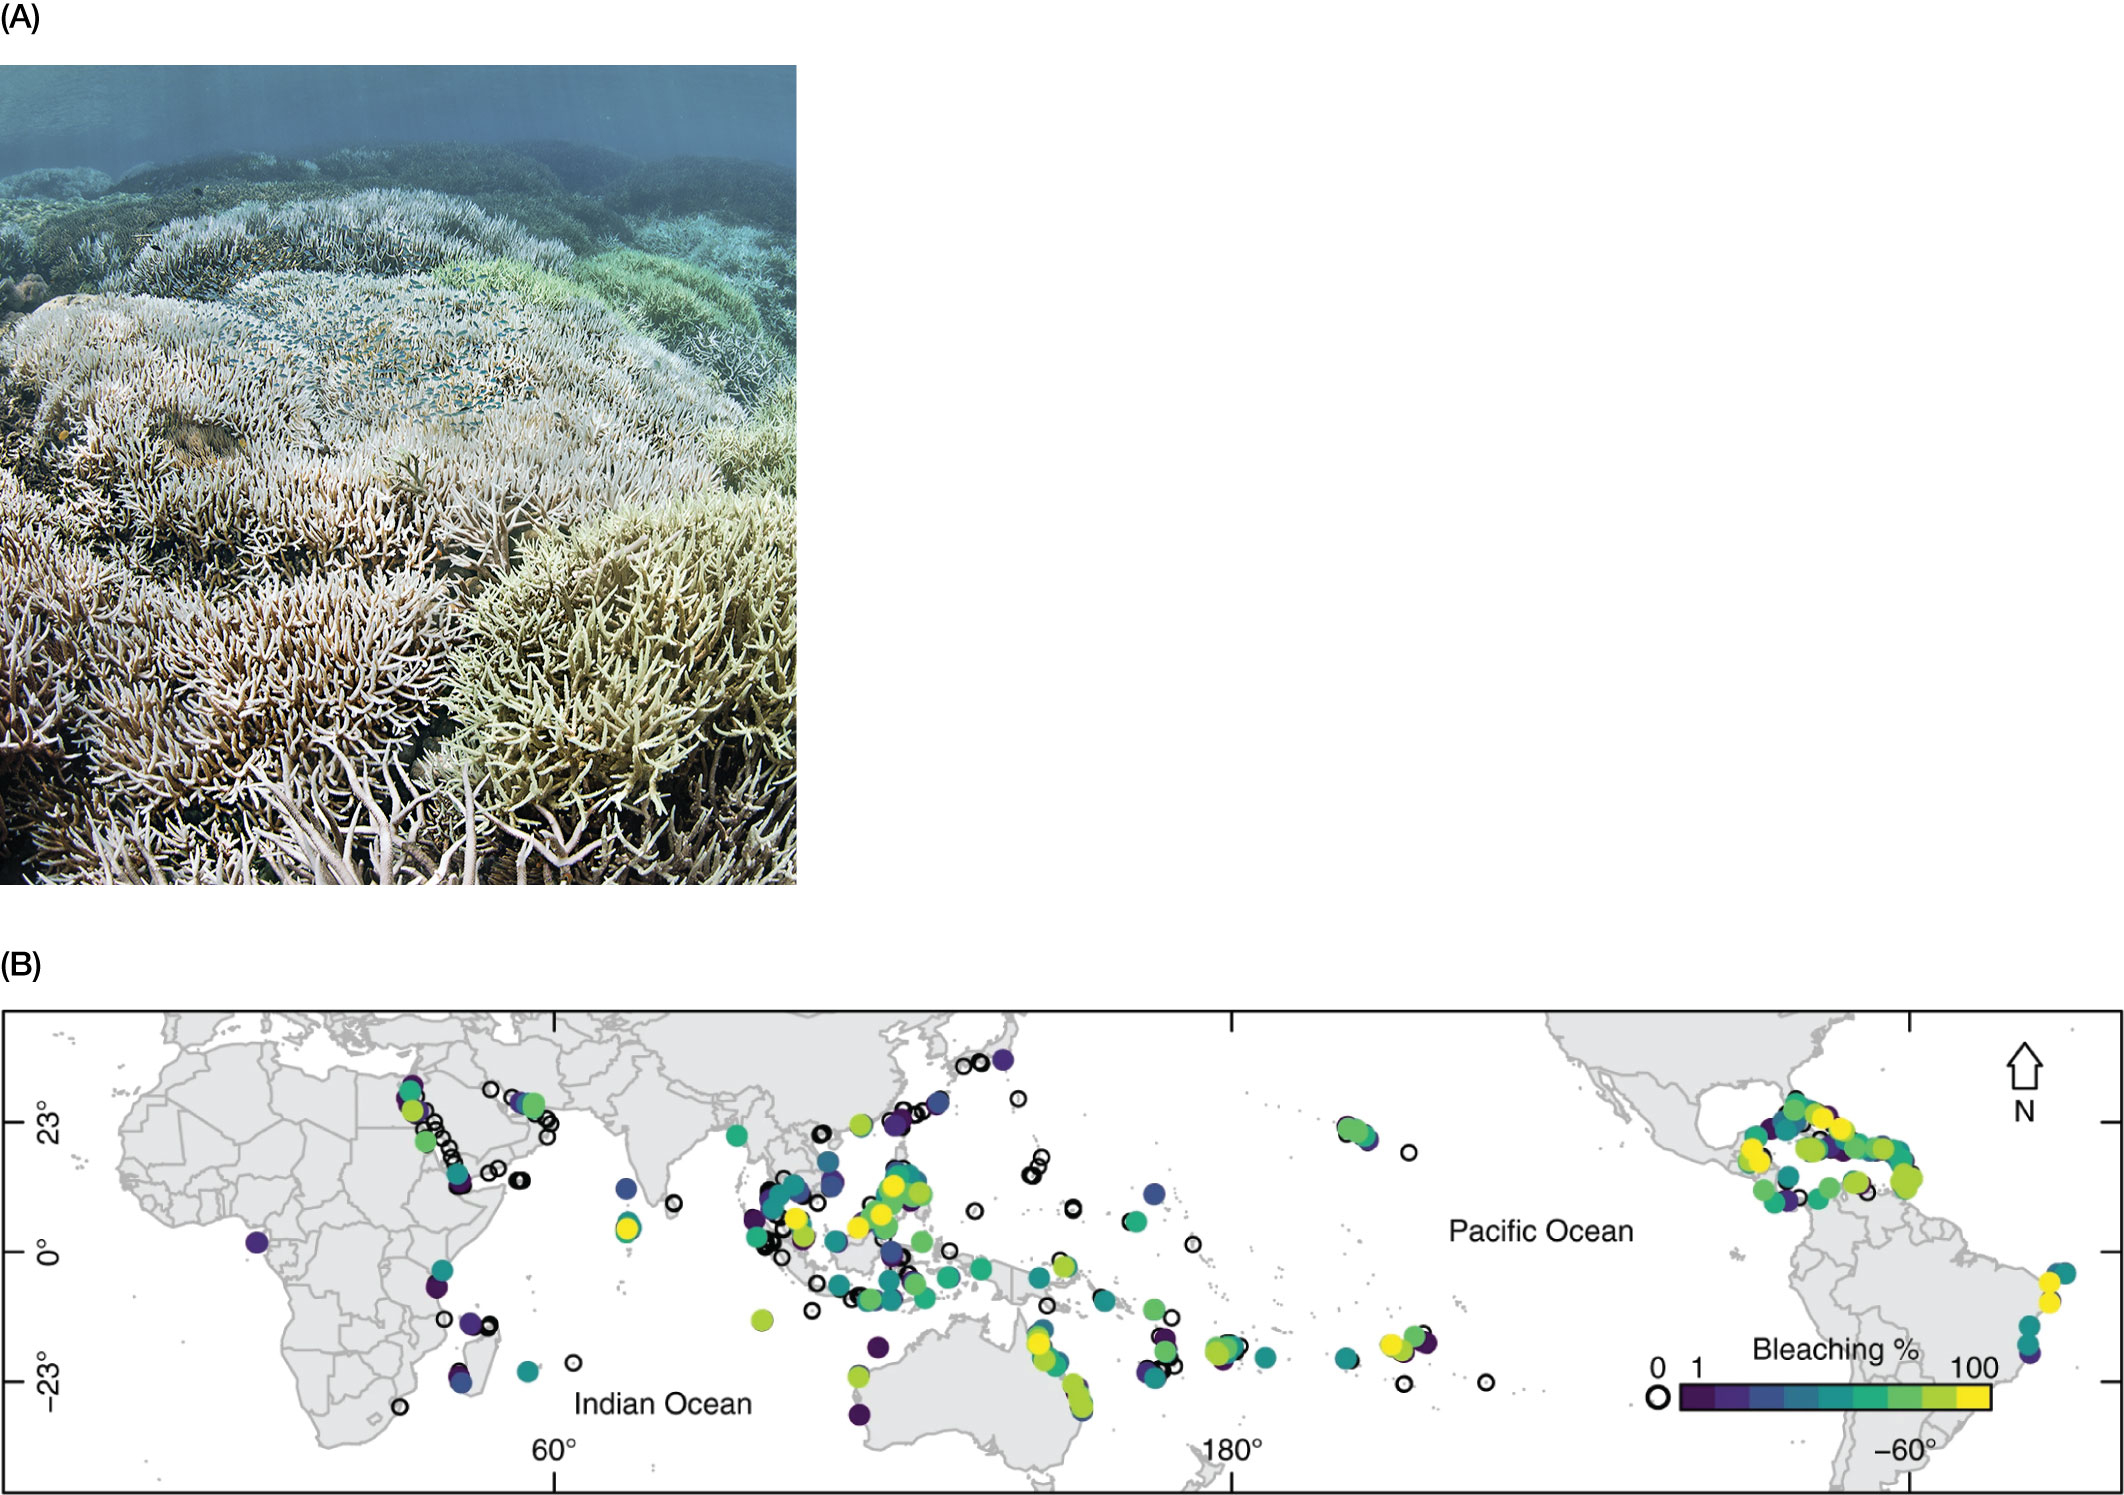 (A)
(B)
23°
0°
−23°
60°
180°
−60°
N
Pacific Ocean
Indian Ocean
Bleaching %
0 1 100